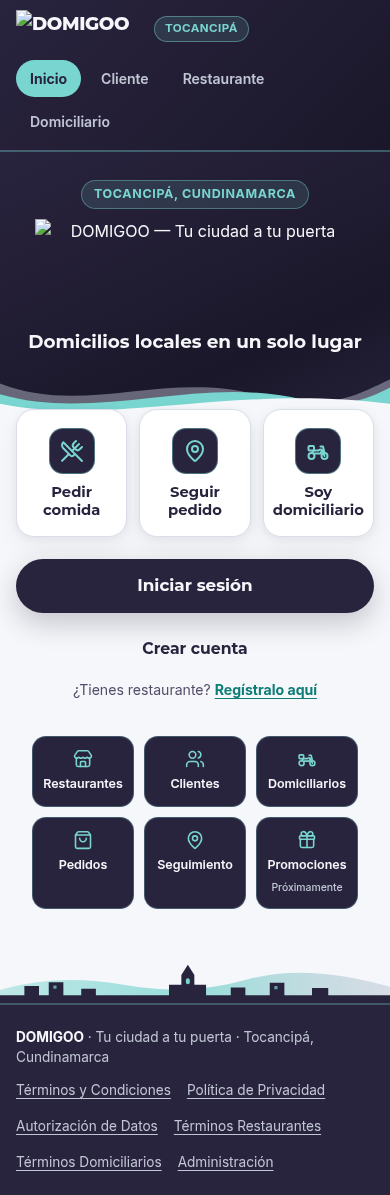 DOMIGOO
TOCANCIPÁ
Inicio
Cliente
Restaurante
Domiciliario
TOCANCIPÁ, CUNDINAMARCA
DOMIGOO — Tu ciudad a tu puerta
Domicilios locales en un solo lugar
Pedir
comida
Seguir
pedido
Soy
domiciliario
Iniciar sesión
Crear cuenta
¿Tienes restaurante? Regístralo aquí
Restaurantes
Clientes
Domiciliarios
Pedidos
Seguimiento
Promociones
Próximamente
DOMIGOO · Tu ciudad a tu puerta · Tocancipá,
Cundinamarca
Términos y Condiciones
Política de Privacidad
Autorización de Datos
Términos Restaurantes
Términos Domiciliarios
Administración